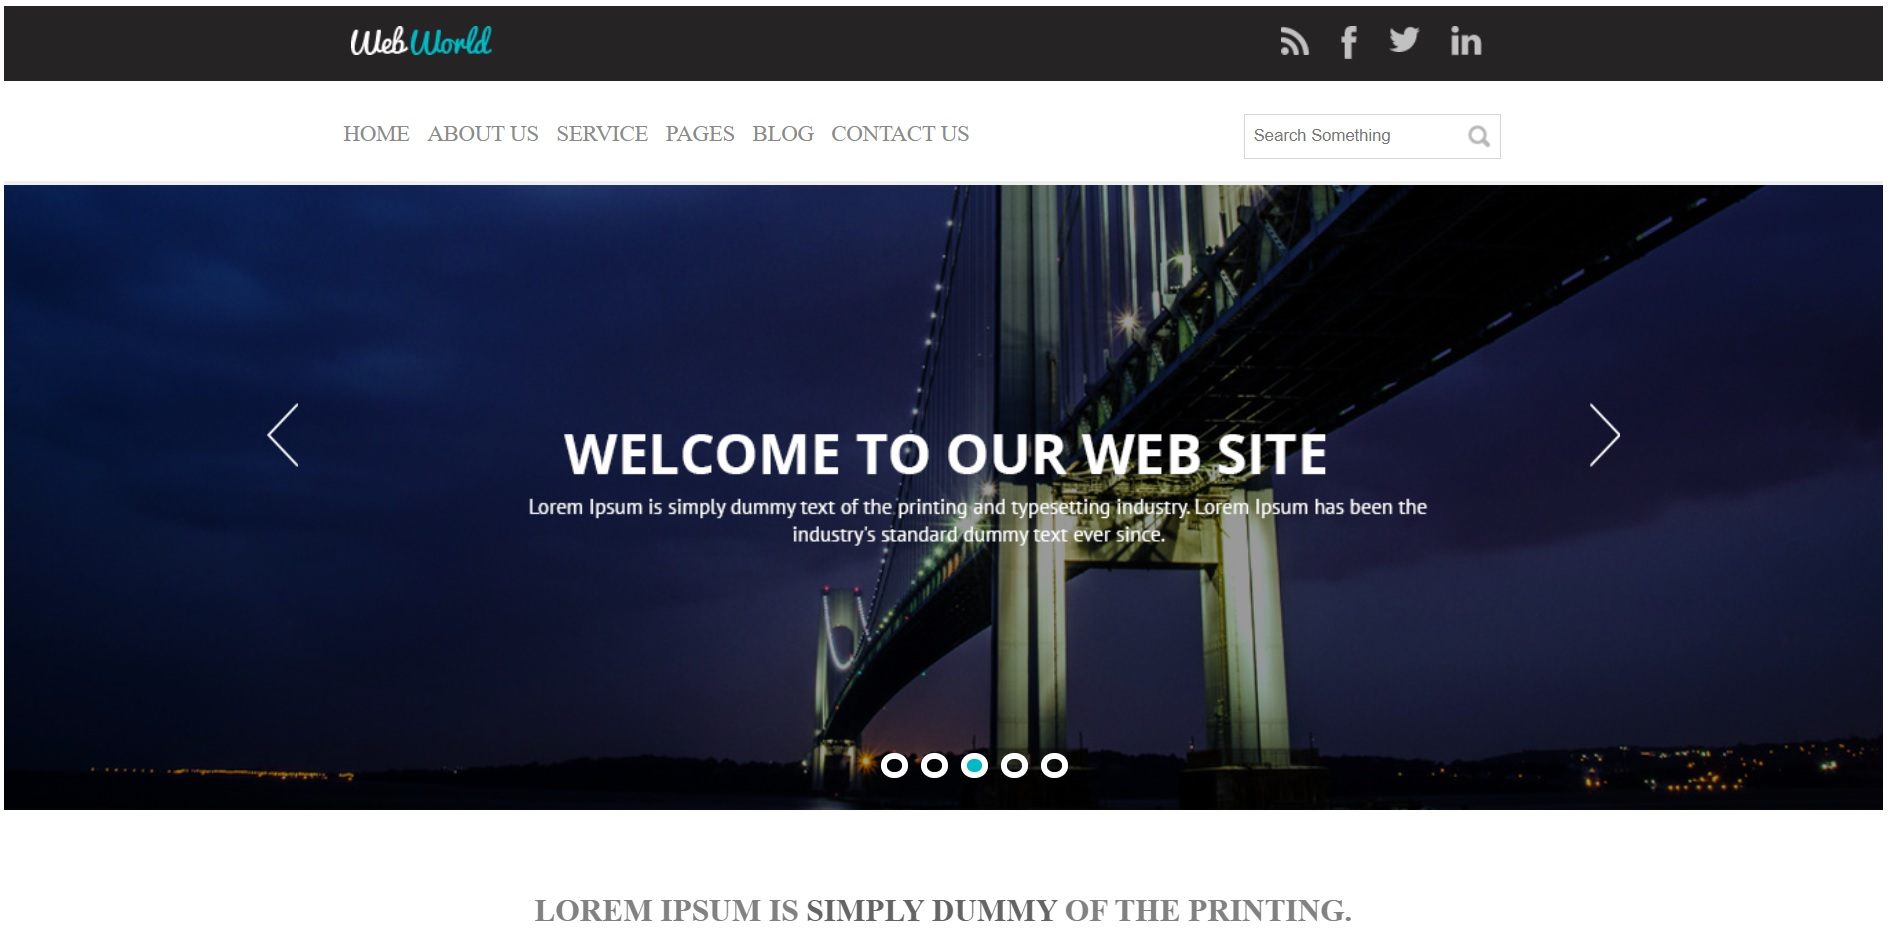 Web World
HOME ABOUT US SERVICE PAGES BLOG CONTACT US
Search Something
WELCOME TO OUR WEB SITE
Lorem Ipsum is simply dummy text of the printing and typesetting industry. Lorem Ipsum has been the
industry's standard dummy text ever since.
LOREM IPSUM IS SIMPLY DUMMY OF THE PRINTING.